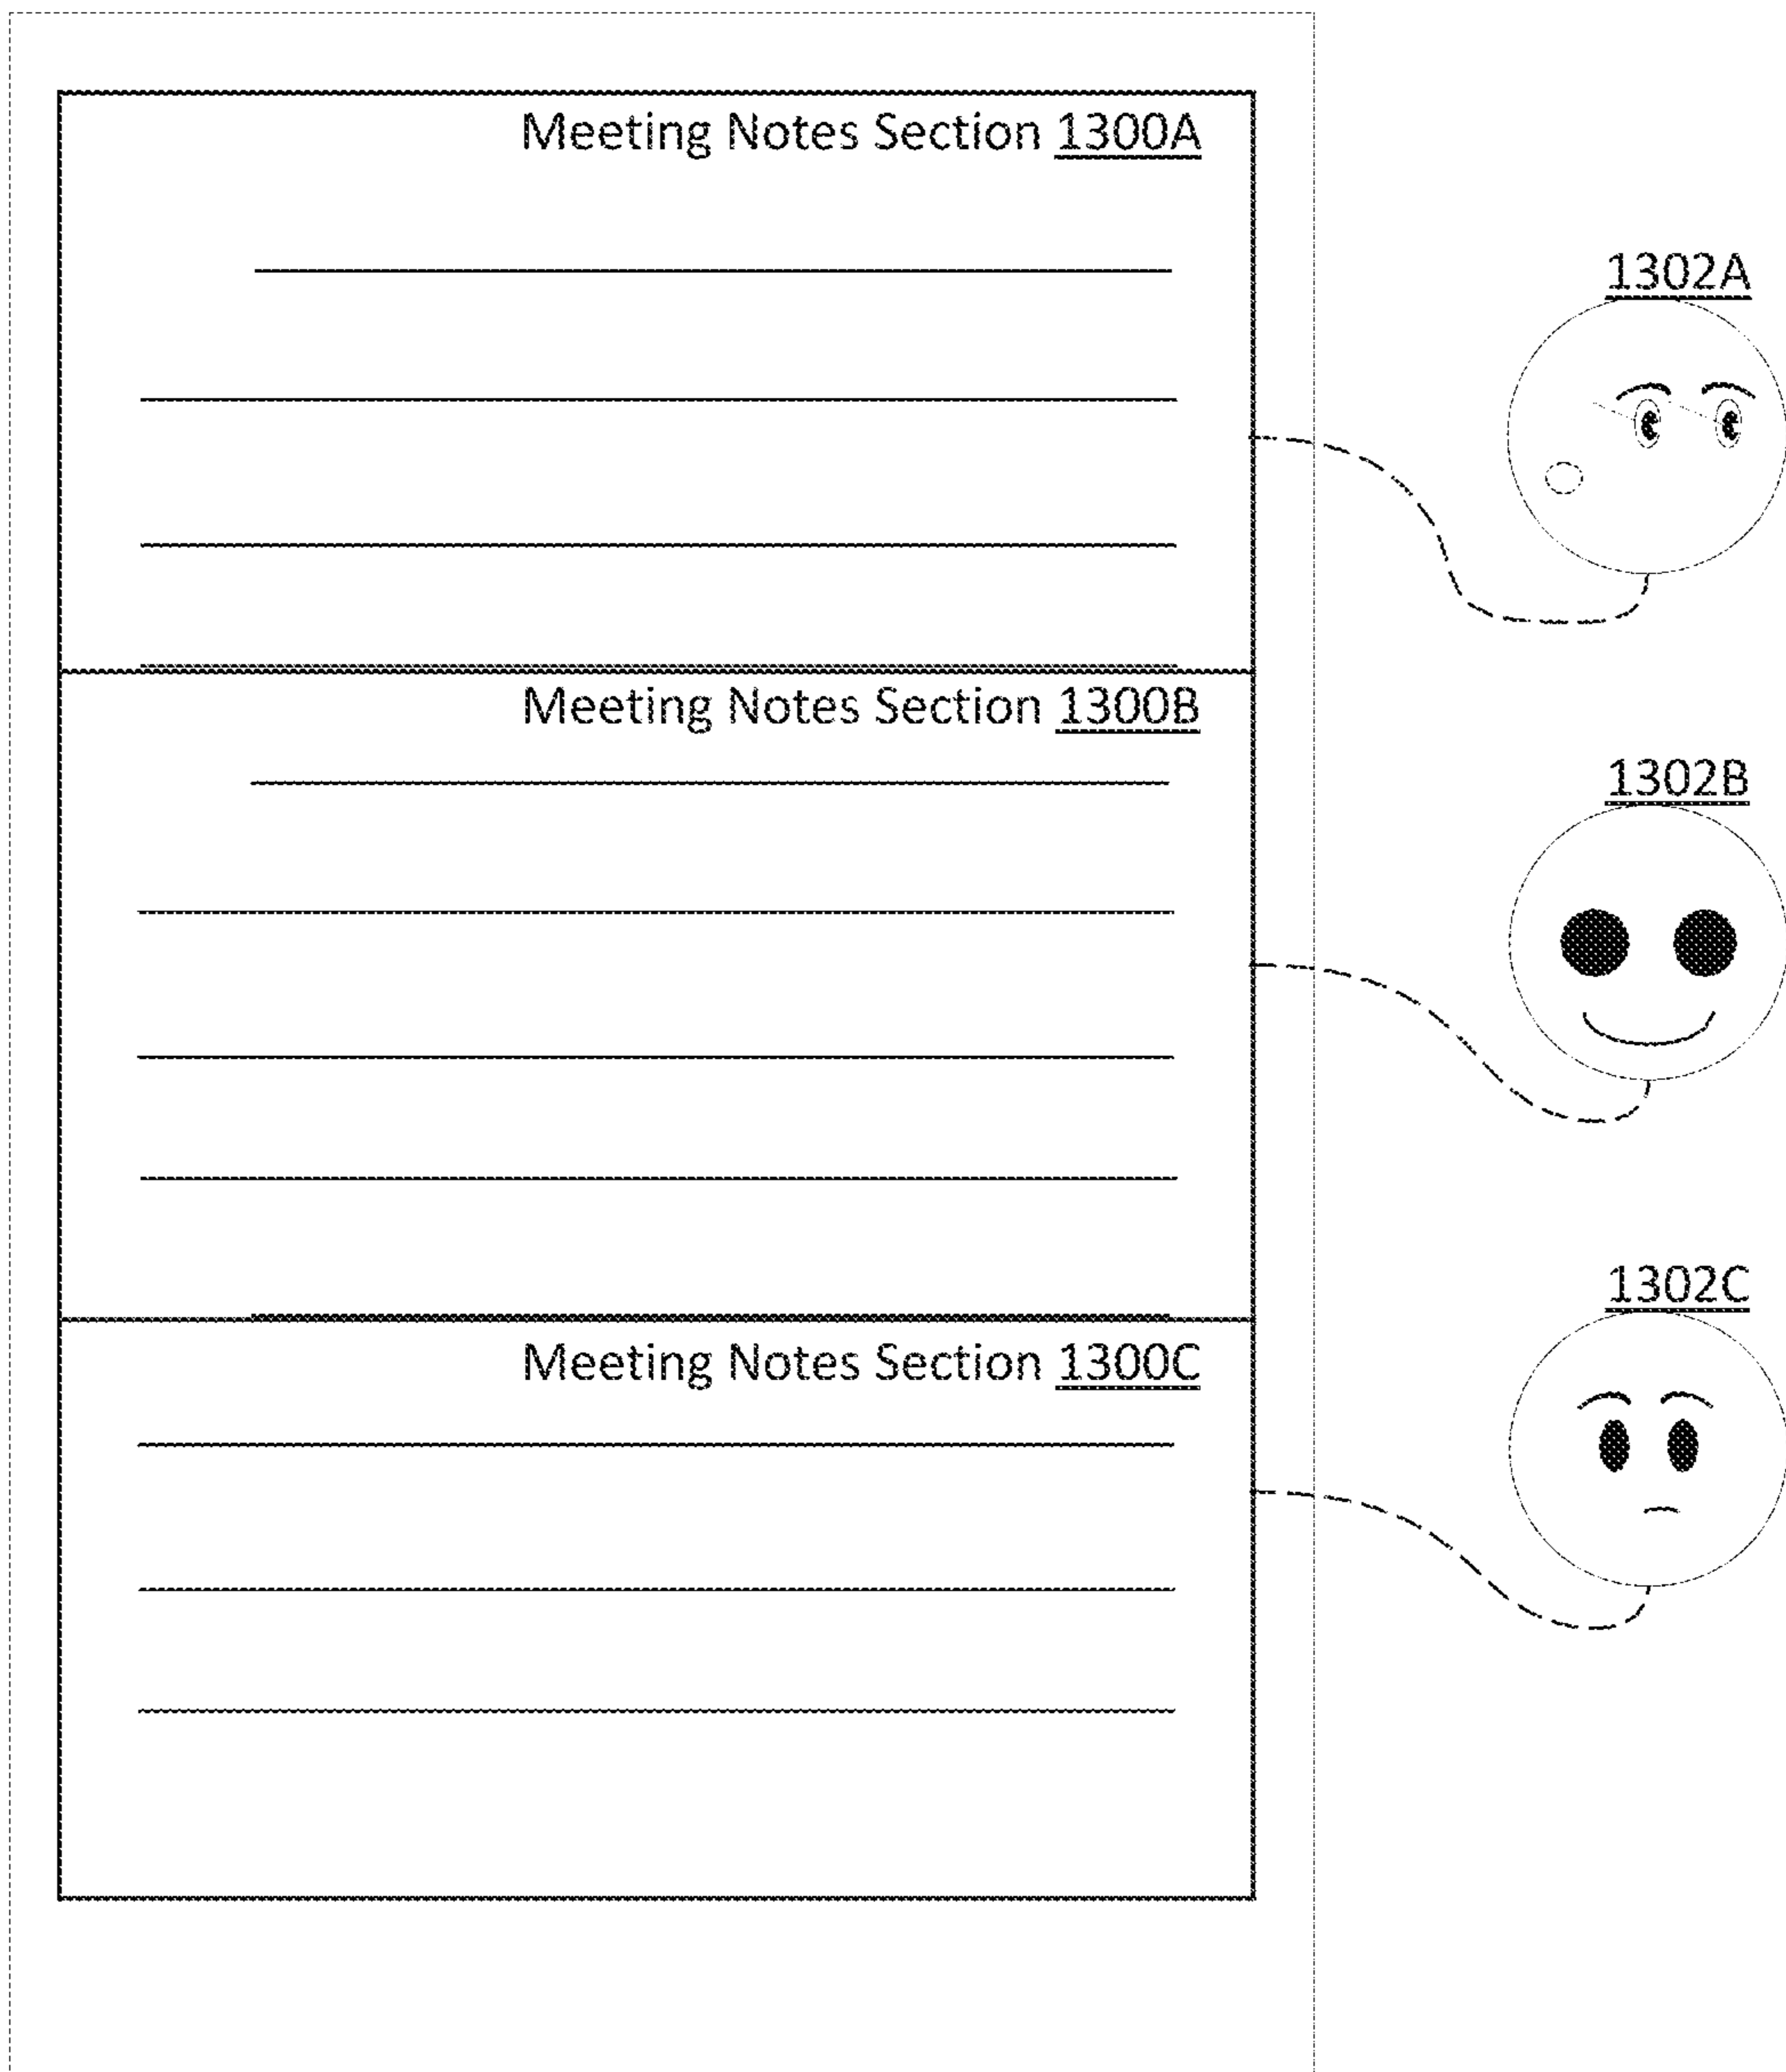 Meeting Notes Section 1300A
1302A
Meeting Notes Section 1300B
1302B
1302C
Meeting Notes Section 1300C